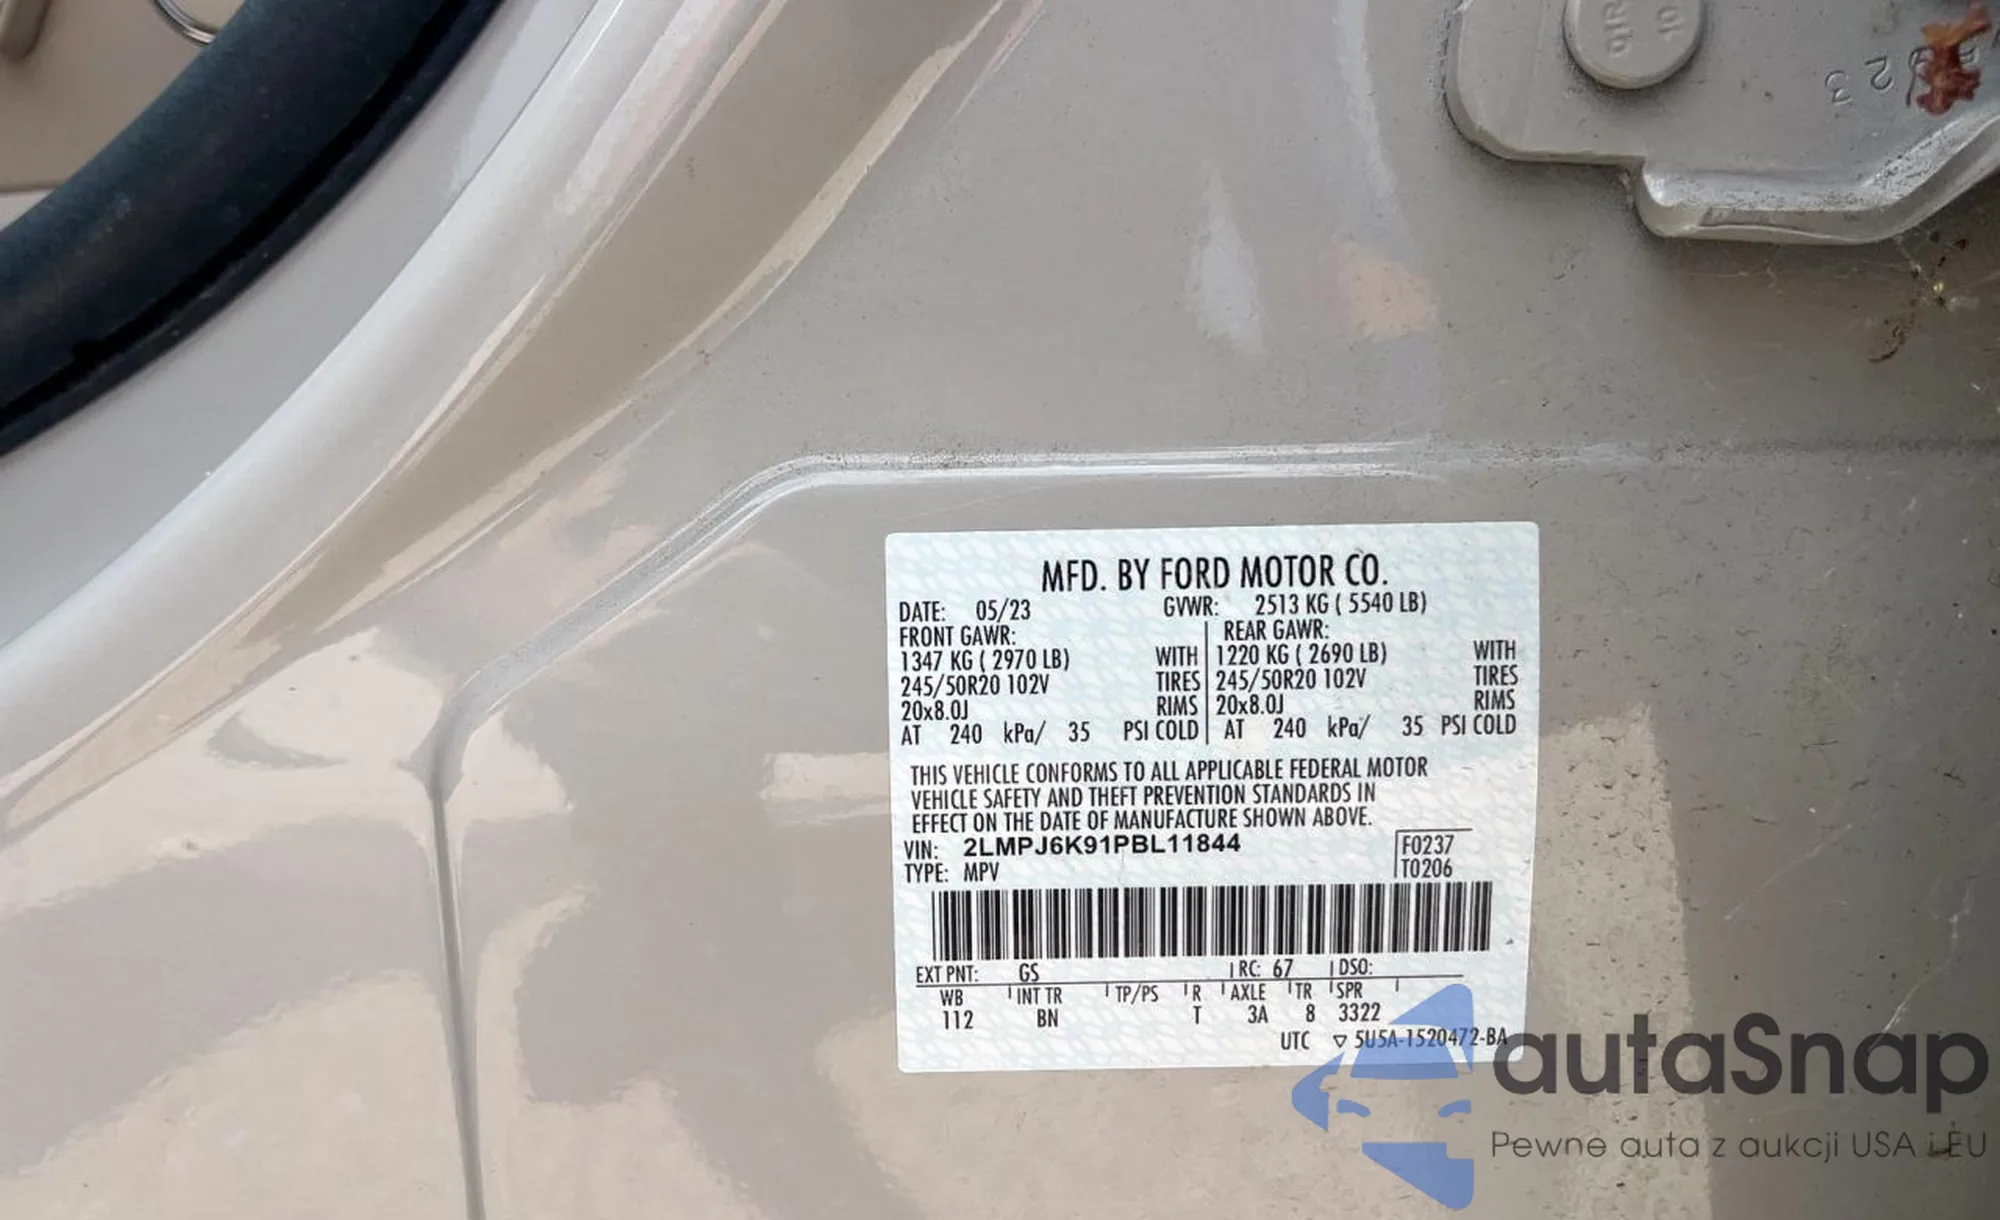 MFD. BY FORD MOTOR CO.
DATE: 05/23 GVWR: 2513 KG ( 5540 LB)
FRONT GAWR: REAR GAWR:
1347 KG ( 2970 LB) WITH 1220 KG ( 2690 LB) WITH
245/50R20 102V TIRES 245/50R20 102V TIRES
20x8.0J RIMS 20x8.0J RIMS
AT 240 kPa/ 35 PSI COLD AT 240 kPa/ 35 PSI COLD
THIS VEHICLE CONFORMS TO ALL APPLICABLE FEDERAL MOTOR
VEHICLE SAFETY AND THEFT PREVENTION STANDARDS IN
EFFECT ON THE DATE OF MANUFACTURE SHOWN ABOVE.
VIN: 2LMPJ6K91PBL11844 F0237
TYPE: MPV T0206
EXT PNT: GS RC: 67 DSO:
WB INT TR TP/PS R AXLE TR SPR
112 BN T 3A 8 3322
UTC ▽ 5U5A-1520472-BA
autaSnap
Pewne auta z aukcji USA i EU